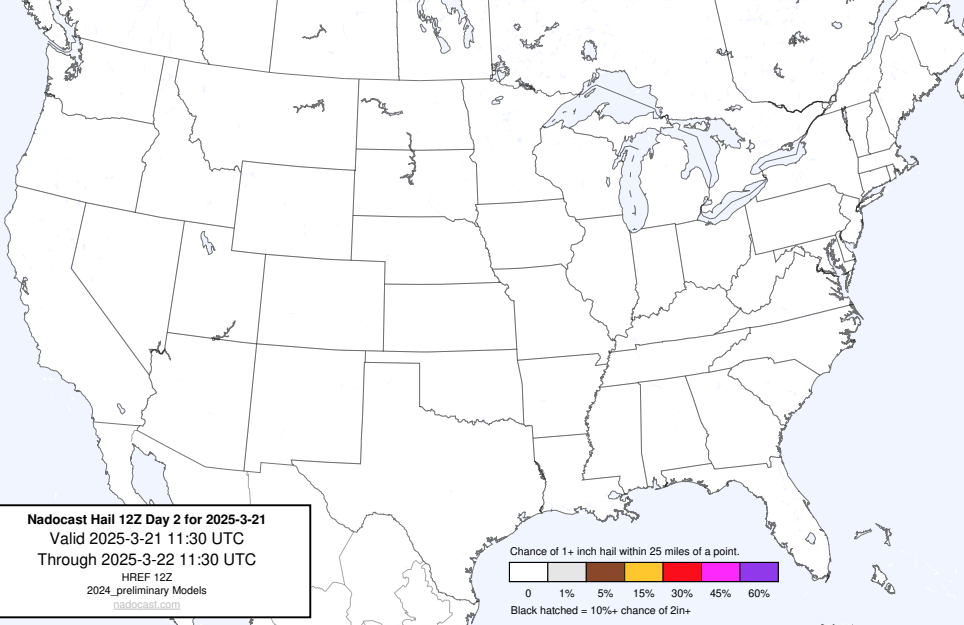 Nadocast Hail 12Z Day 2 for 2025-3-21
Valid 2025-3-21 11:30 UTC
Through 2025-3-22 11:30 UTC
HREF 12Z
2024_preliminary Models
nadocast.com
Chance of 1+ inch hail within 25 miles of a point.
0 1% 5% 15% 30% 45% 60%
Black hatched = 10%+ chance of 2in+